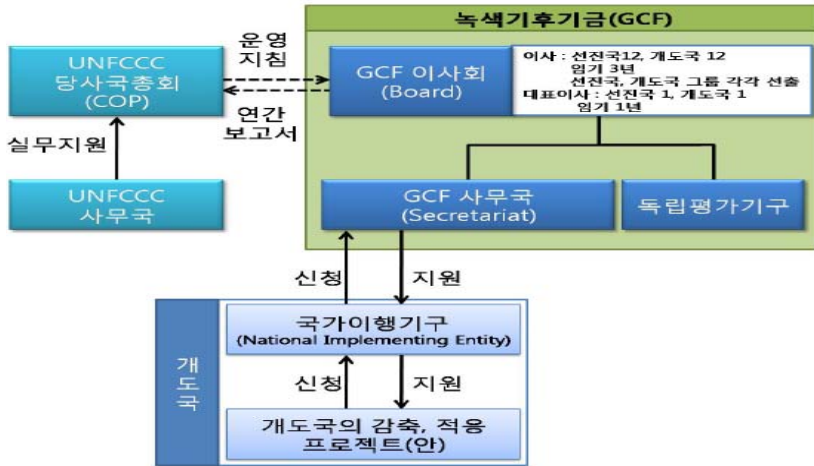 녹색기후기금(GCF)
UNFCCC
당사국총회
(COP)
운영
지침
연간
보고서
GCF 이사회
(Board)
이사 : 선진국12, 개도국 12
임기 3년
선진국, 개도국 그룹 각각 선출
대표이사 : 선진국 1, 개도국 1
임기 1년
실무지원
UNFCCC
사무국
GCF 사무국
(Secretariat)
독립평가기구
신청
지원
개도국
국가이행기구
(National Implementing Entity)
신청
지원
개도국의 감축, 적응
프로젝트(안)